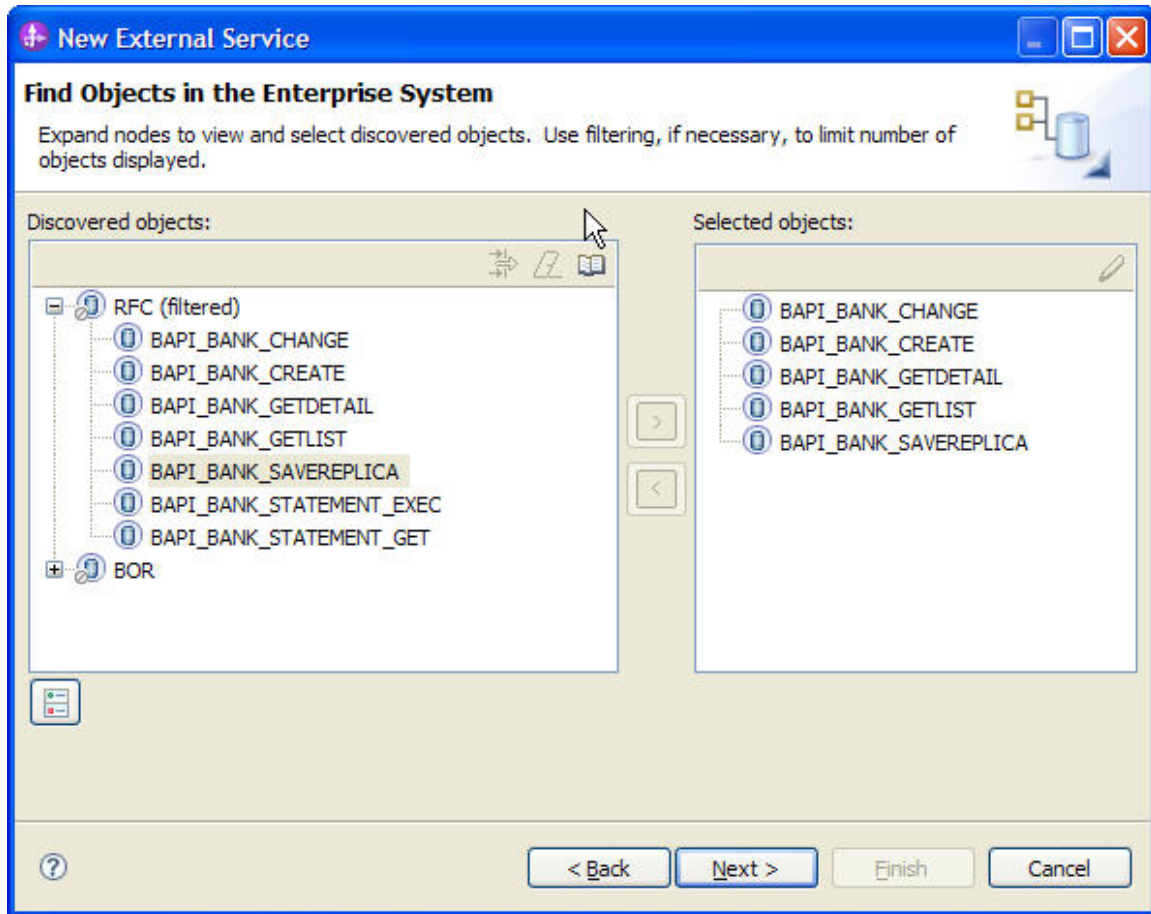 New External Service
Find Objects in the Enterprise System
Expand nodes to view and select discovered objects. Use filtering, if necessary, to limit number of
objects displayed.
Discovered objects:
RFC (filtered)
BAPI_BANK_CHANGE
BAPI_BANK_CREATE
BAPI_BANK_GETDETAIL
BAPI_BANK_GETLIST
BAPI_BANK_SAVEREPLICA
BAPI_BANK_STATEMENT_EXEC
BAPI_BANK_STATEMENT_GET
BOR
>
<
Selected objects:
BAPI_BANK_CHANGE
BAPI_BANK_CREATE
BAPI_BANK_GETDETAIL
BAPI_BANK_GETLIST
BAPI_BANK_SAVEREPLICA
? < Back Next > Finish Cancel